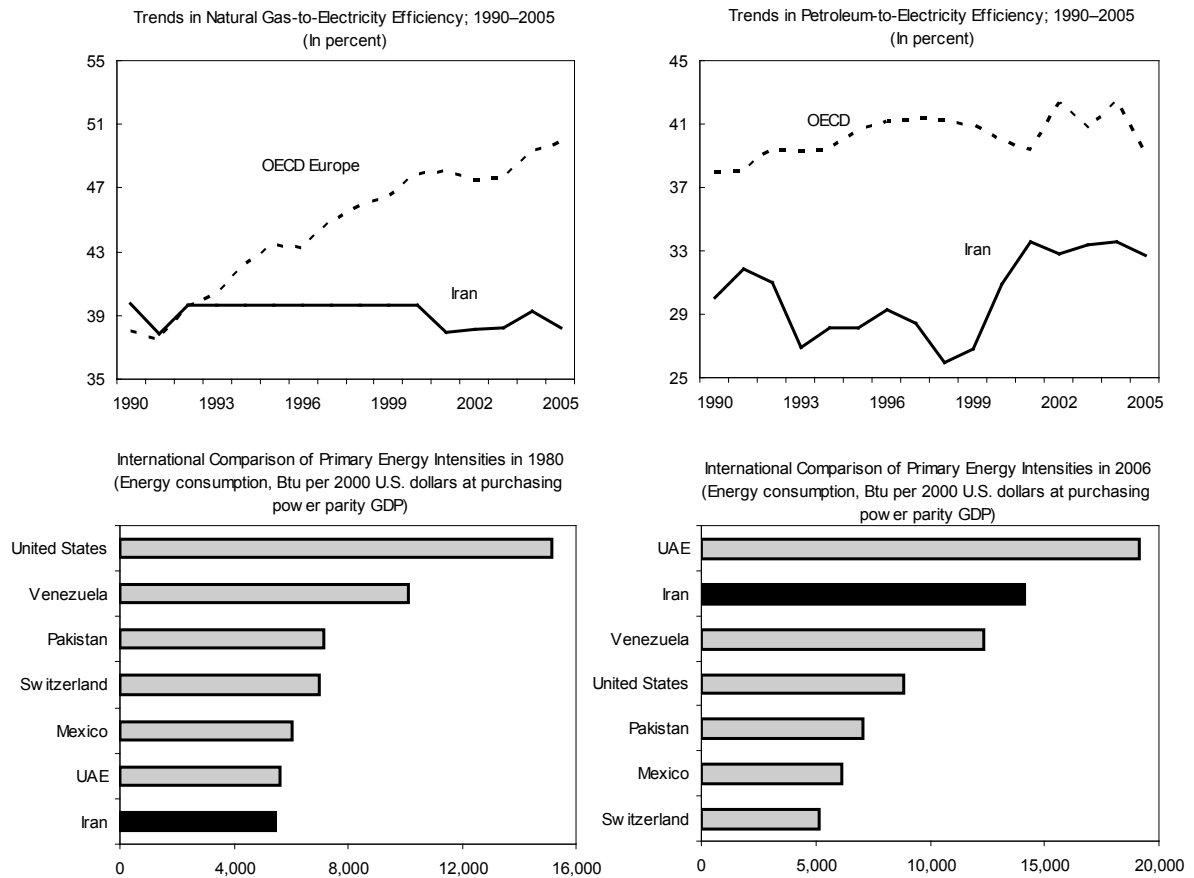 Trends in Natural Gas-to-Electricity Efficiency; 1990–2005
(In percent)
55
51
47
43
39
35
OECD Europe
Iran
1990
1993
1996
1999
2002
2005
Trends in Petroleum-to-Electricity Efficiency; 1990–2005
(In percent)
45
41
37
33
29
25
OECD
Iran
1990
1993
1996
1999
2002
2005
International Comparison of Primary Energy Intensities in 1980
(Energy consumption, Btu per 2000 U.S. dollars at purchasing
power parity GDP)
United States
Venezuela
Pakistan
Switzerland
Mexico
UAE
Iran
0
4,000
8,000
12,000
16,000
International Comparison of Primary Energy Intensities in 2006
(Energy consumption, Btu per 2000 U.S. dollars at purchasing
power parity GDP)
UAE
Iran
Venezuela
United States
Pakistan
Mexico
Switzerland
0
5,000
10,000
15,000
20,000